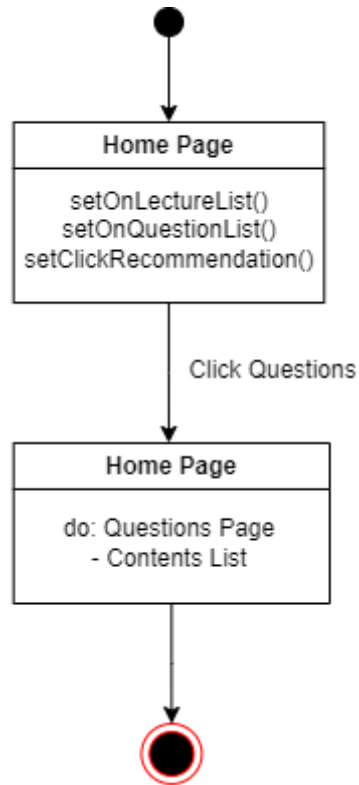 Home Page
setOnLectureList()
setOnQuestionList()
setClickRecommendation()
Click Questions
Home Page
do: Questions Page
- Contents List